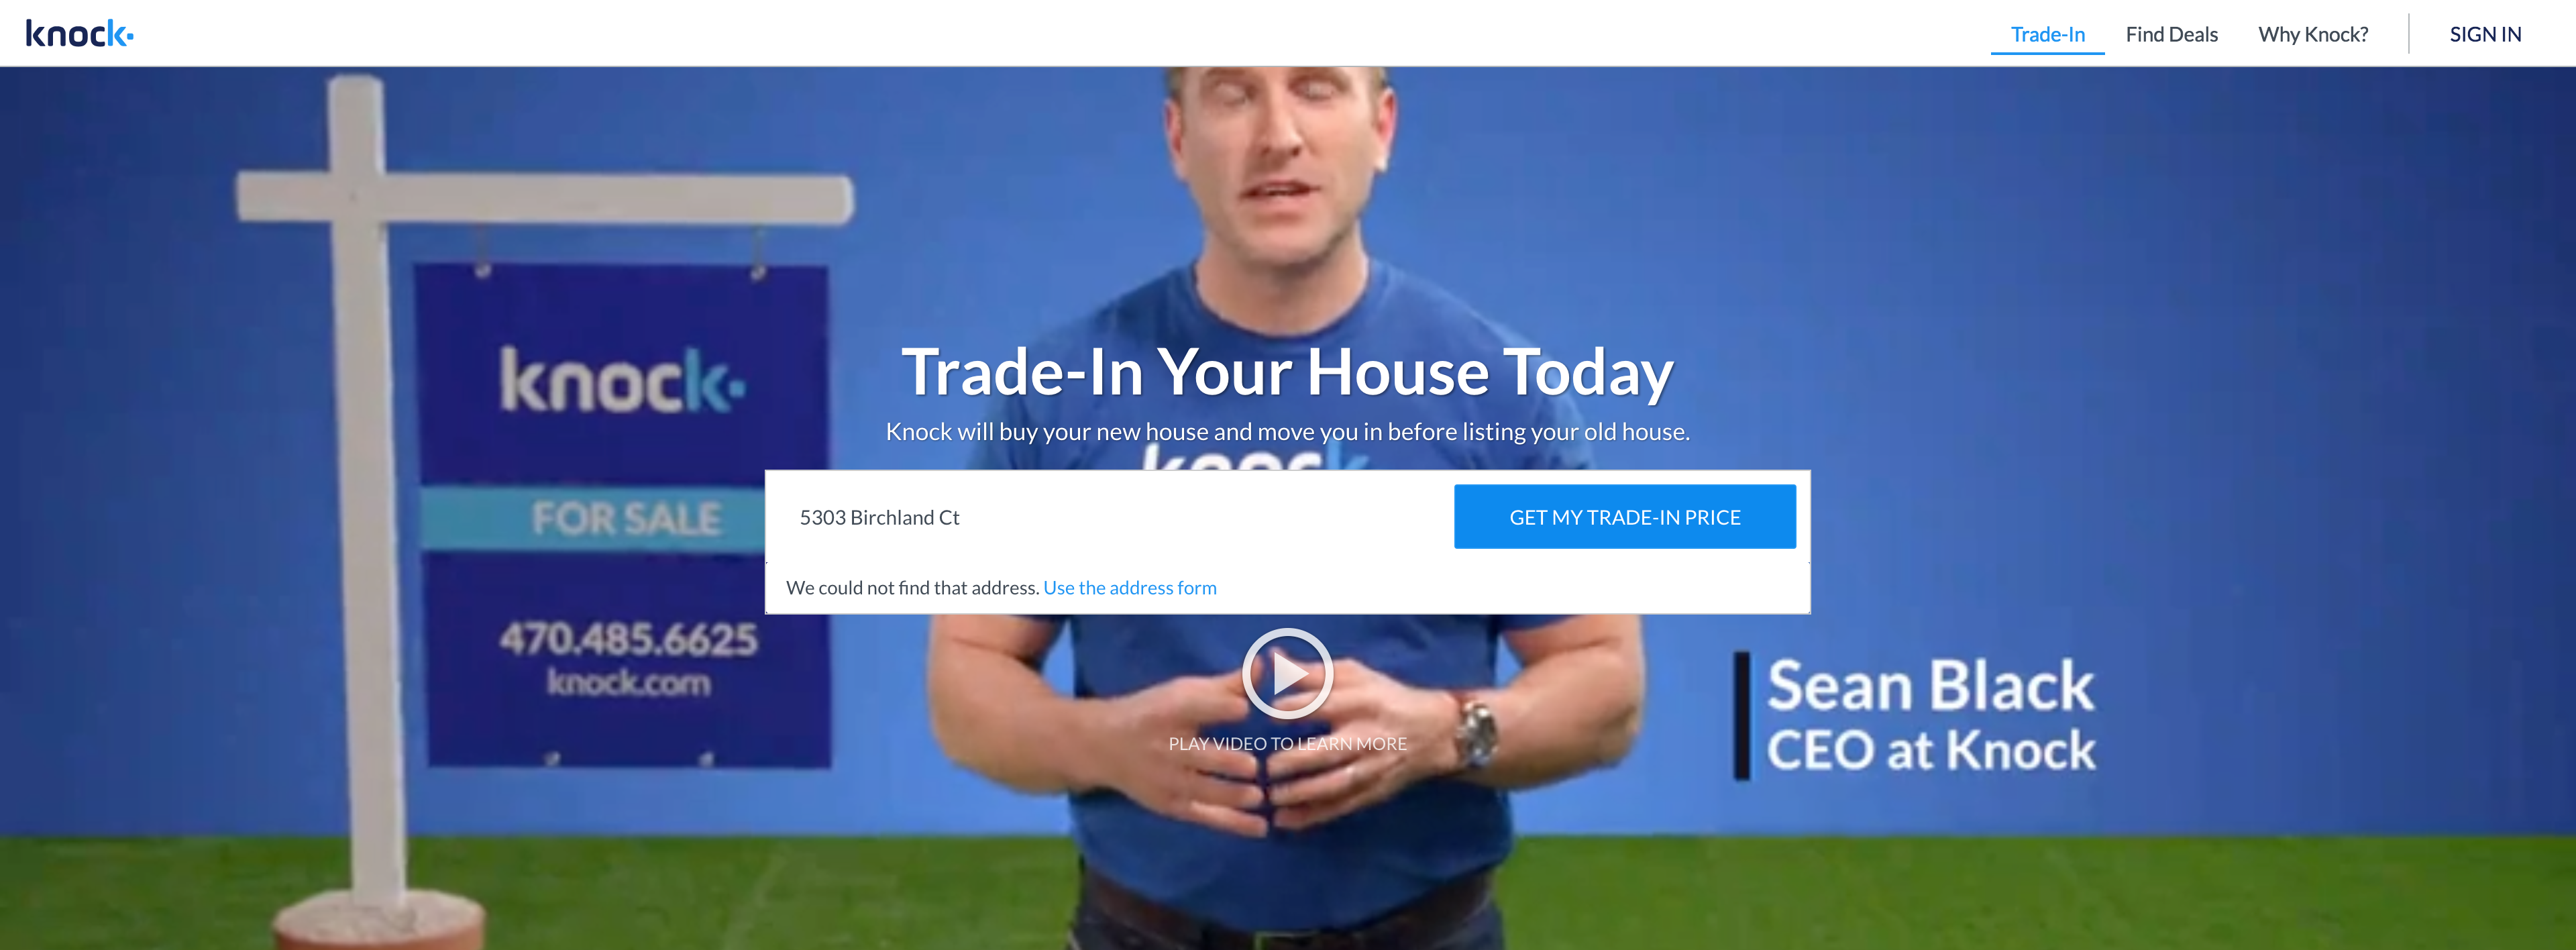 knock
Trade-In
Find Deals
Why Knock?
SIGN IN
knock
FOR SALE
470.485.6625
knock.com
Trade-In Your House Today
Knock will buy your new house and move you in before listing your old house.
knock
5303 Birchland Ct
GET MY TRADE-IN PRICE
We could not find that address. Use the address form
PLAY VIDEO TO LEARN MORE
Sean Black
CEO at Knock